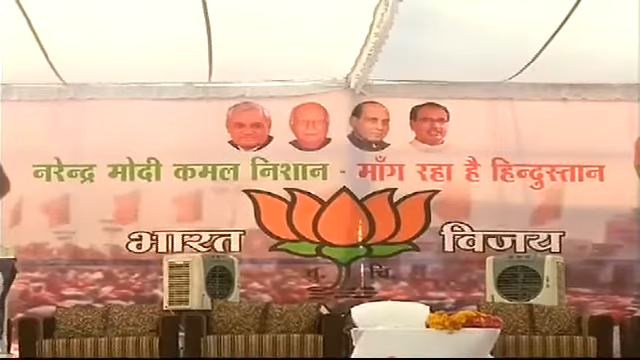 नरेन्द्र मोदी कमल निशान - माँग रहा है हिन्दुस्तान
भारत विजय